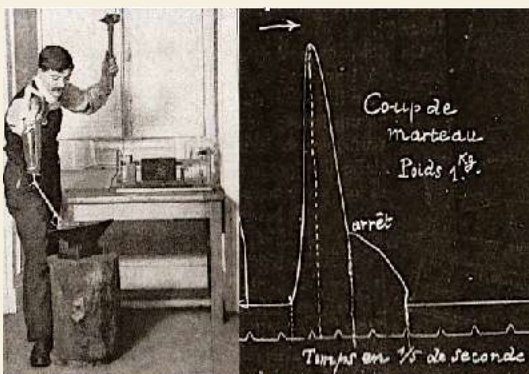 Coup de
marteau
Poids 1.Kg.
arrêt
Temps en 1/5 de seconde